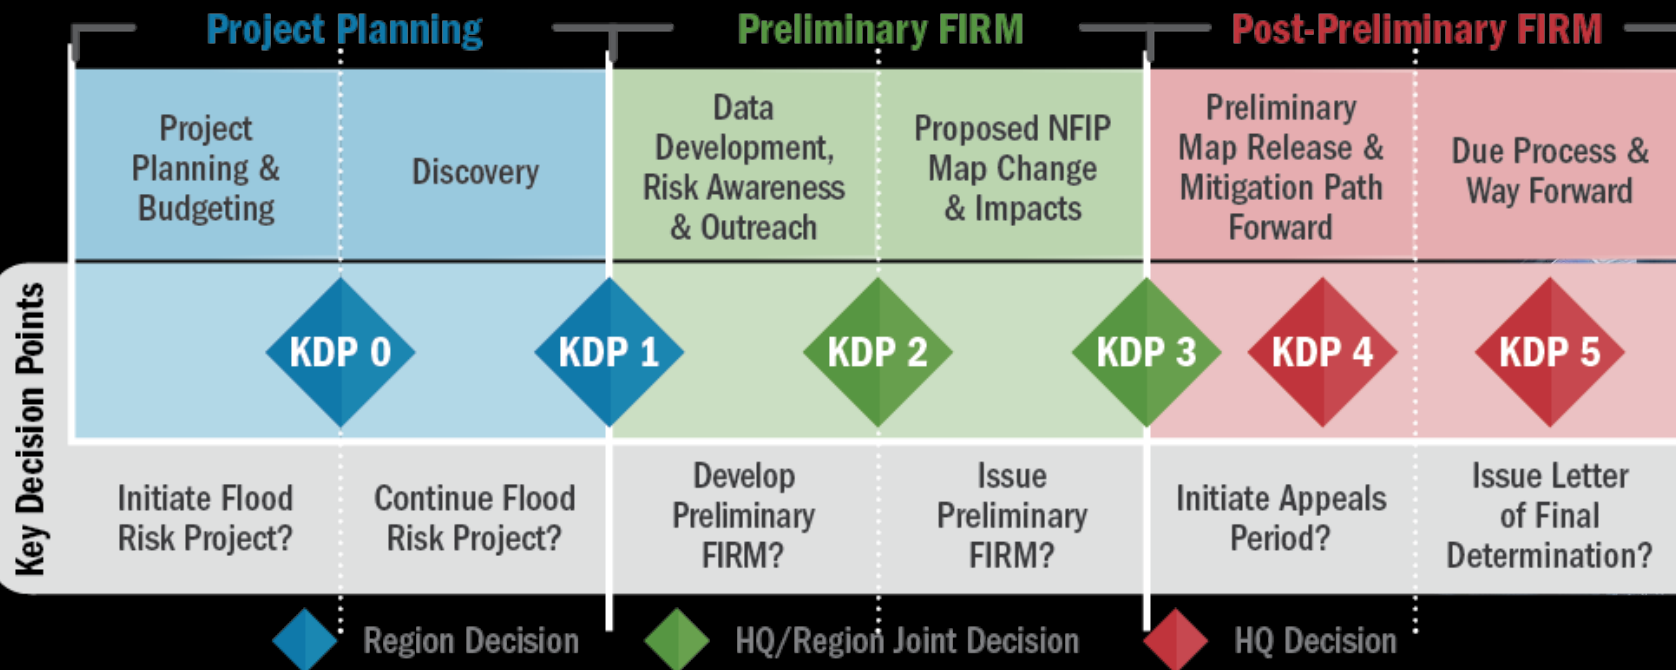 Project Planning
Preliminary FIRM
Post-Preliminary FIRM
Project
Planning &
Budgeting
Discovery
Data
Development,
Risk Awareness
& Outreach
Proposed NFIP
Map Change
& Impacts
Preliminary
Map Release &
Mitigation Path
Forward
Due Process &
Way Forward
Key Decision Points
KDP 0
KDP 1
KDP 2
KDP 3
KDP 4
KDP 5
Initiate Flood
Risk Project?
Continue Flood
Risk Project?
Develop
Preliminary
FIRM?
Issue
Preliminary
FIRM?
Initiate Appeals
Period?
Issue Letter
of Final
Determination?
Region Decision
HQ/Region Joint Decision
HQ Decision